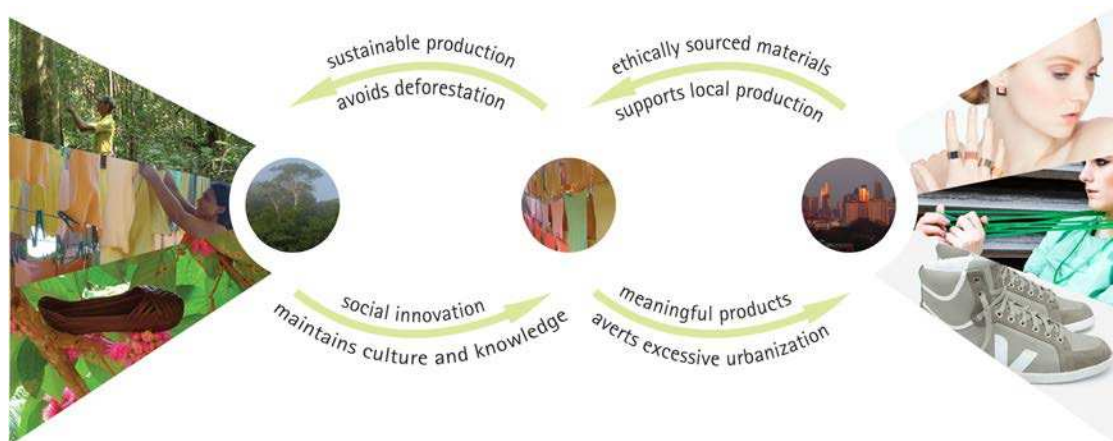 sustainable production
avoids deforestation
ethically sourced materials
supports local production
social innovation
maintains culture and knowledge
meaningful products
averts excessive urbanization